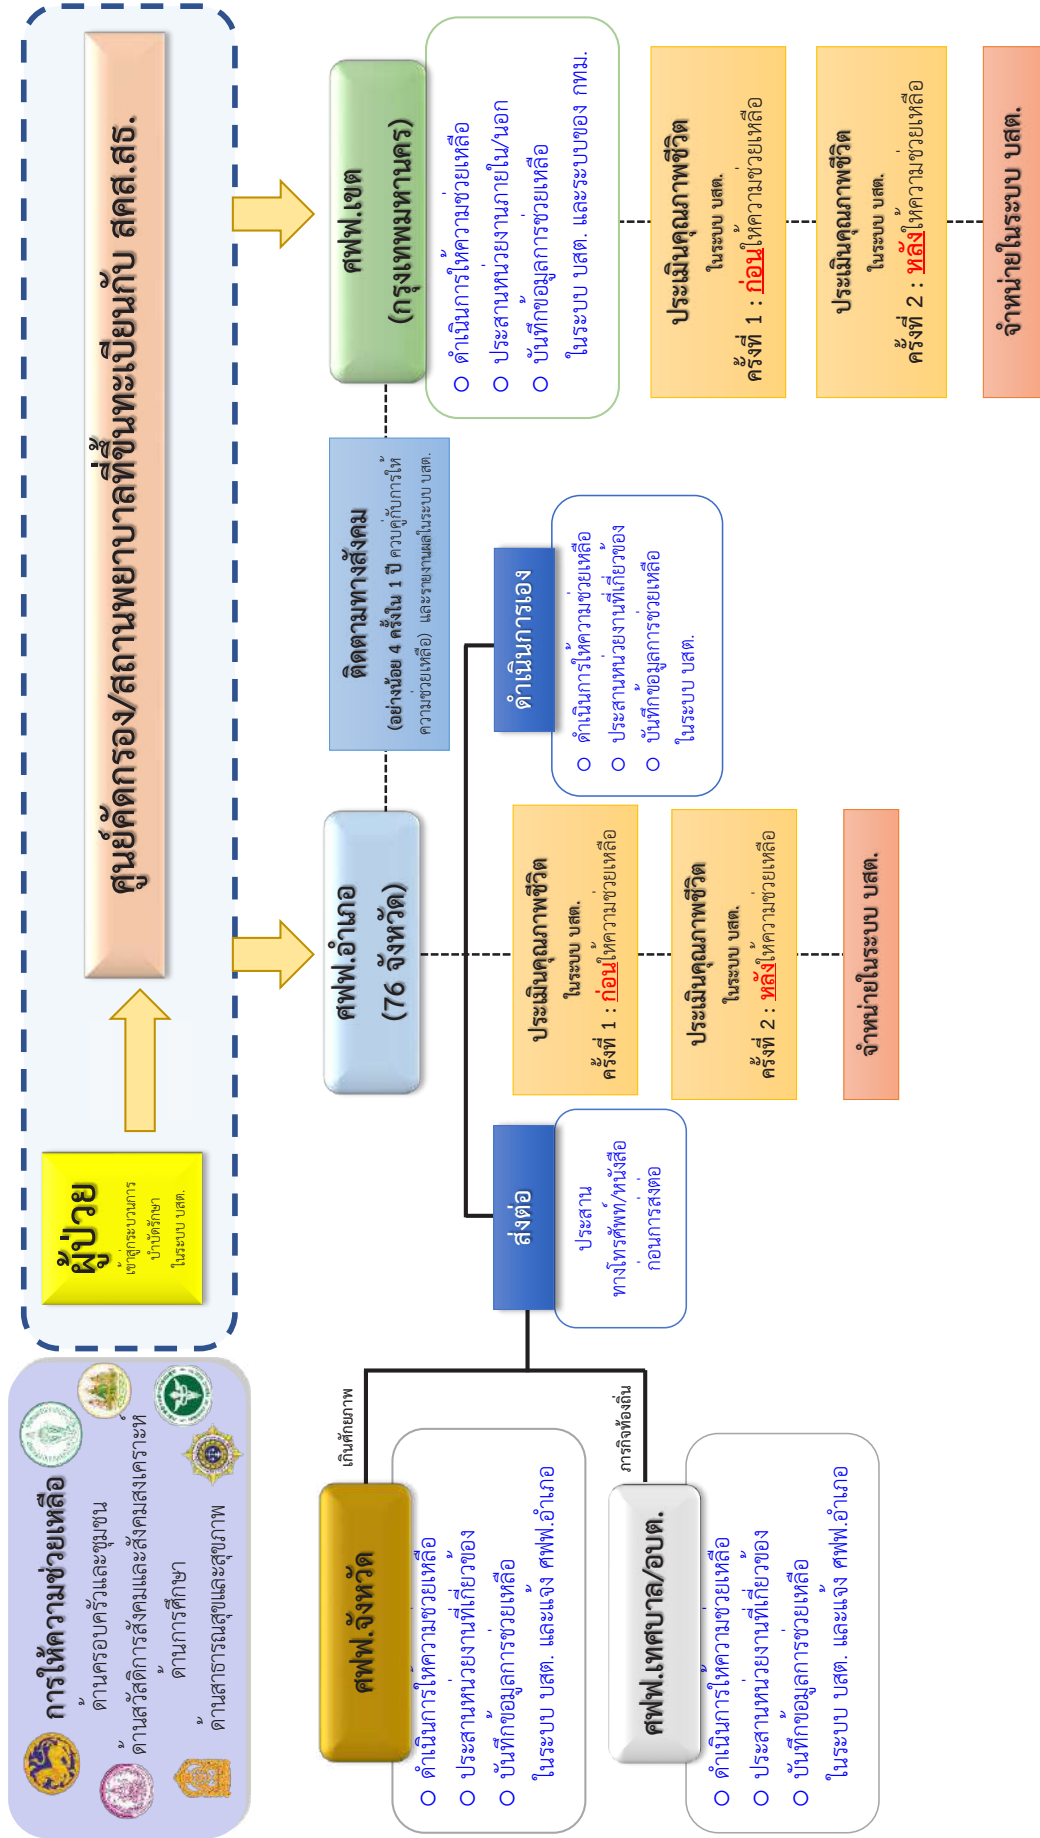 การให้ความช่วยเหลือ
ด้านครอบครัวและชุมชน
ด้านสวัสดิการสังคมและสังคมสงเคราะห์
ด้านการศึกษา
ด้านสาธารณสุขและสุขภาพ
ผู้ป่วย
เข้าสู่กระบวนการ
บำบัดรักษา
ในระบบ บสต.
ศูนย์คัดกรอง/สถานพยาบาลที่ขึ้นทะเบียนกับ สคส.สธ.
ศฟฟ.จังหวัด
เกินศักยภาพ
ดำเนินการให้ความช่วยเหลือ
ประสานหน่วยงานที่เกี่ยวข้อง
บันทึกข้อมูลการช่วยเหลือ
ในระบบ บสต. และแจ้ง ศฟฟ.อำเภอ
ศฟฟ.เทศบาล/อบต.
ภารกิจท้องถิ่น
ดำเนินการให้ความช่วยเหลือ
ประสานหน่วยงานที่เกี่ยวข้อง
บันทึกข้อมูลการช่วยเหลือ
ในระบบ บสต. และแจ้ง ศฟฟ.อำเภอ
ส่งต่อ
ประสาน
ทางโทรศัพท์/หนังสือ
ก่อนการส่งต่อ
ศฟฟ.อำเภอ
(76 จังหวัด)
ประเมินคุณภาพชีวิต
ในระบบ บสต.
ครั้งที่ 1 : ก่อนให้ความช่วยเหลือ
ประเมินคุณภาพชีวิต
ในระบบ บสต.
ครั้งที่ 2 : หลังให้ความช่วยเหลือ
จำหน่ายในระบบ บสต.
ติดตามทางสังคม
(อย่างน้อย 4 ครั้งใน 1 ปี ควบคู่กับการให้
ความช่วยเหลือ) และรายงานผลในระบบ บสต.
ดำเนินการเอง
ดำเนินการให้ความช่วยเหลือ
ประสานหน่วยงานที่เกี่ยวข้อง
บันทึกข้อมูลการช่วยเหลือ
ในระบบ บสต.
ศฟฟ.เขต
(กรุงเทพมหานคร)
ดำเนินการให้ความช่วยเหลือ
ประสานหน่วยงานภายใน/นอก
บันทึกข้อมูลการช่วยเหลือ
ในระบบ บสต. และระบบของ กทม.
ประเมินคุณภาพชีวิต
ในระบบ บสต.
ครั้งที่ 1 : ก่อนให้ความช่วยเหลือ
ประเมินคุณภาพชีวิต
ในระบบ บสต.
ครั้งที่ 2 : หลังให้ความช่วยเหลือ
จำหน่ายในระบบ บสต.